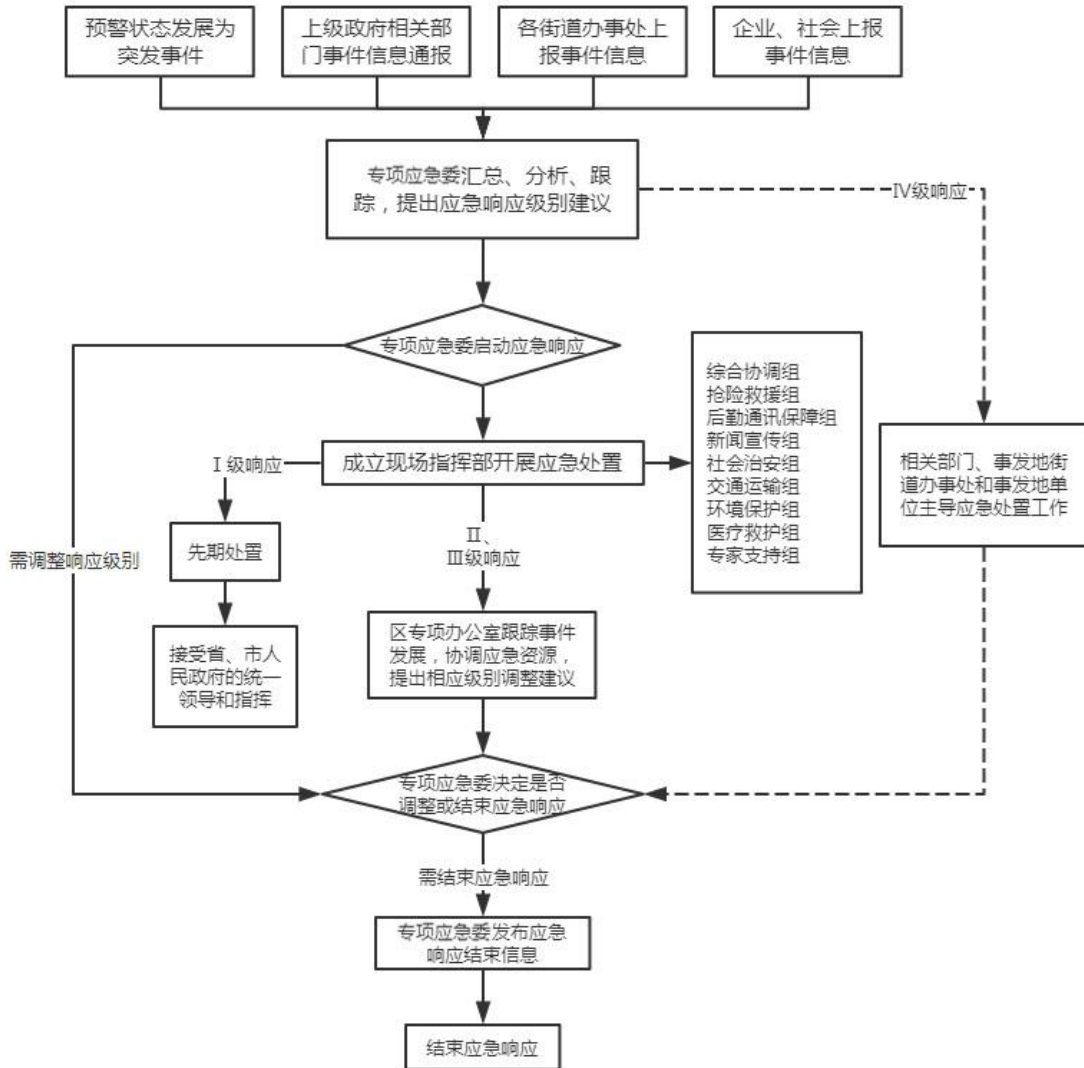 预警状态发展为
突发事件
上级政府相关部
门事件信息通报
各街道办事处上
报事件信息
企业、社会上报
事件信息
专项应急委汇总、分析、跟
踪，提出应急响应级别建议
IV级响应
专项应急委启动应急响应
综合协调组
抢险救援组
后勤通讯保障组
新闻宣传组
社会治安组
交通运输组
环境保护组
医疗救护组
专家支持组
相关部门、事发地街
道办事处和事发地单
位主导应急处置工作
I 级响应
成立现场指挥部开展应急处置
需调整响应级别
先期处置
II、
III级响应
接受省、市人
民政府的统一
领导和指挥
区专项办公室跟踪事件
发展，协调应急资源，
提出相应级别调整建议
专项应急委决定是否
调整或结束应急响应
需结束应急响应
专项应急委发布应急
响应结束信息
结束应急响应